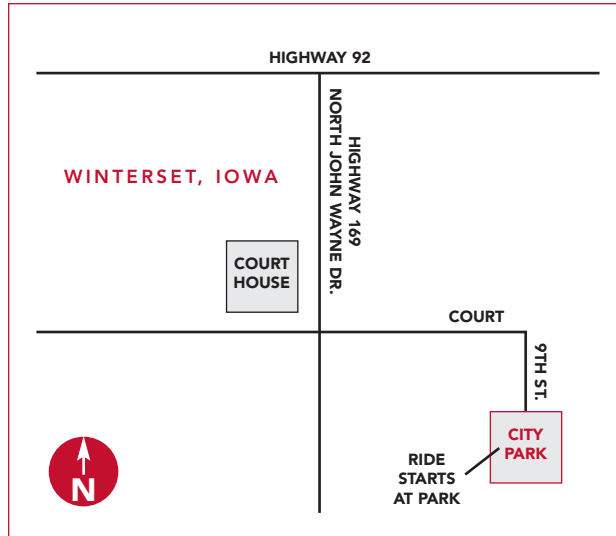 HIGHWAY 92
HIGHWAY 169
NORTH JOHN WAYNE DR.
WINTERSET, IOWA
COURT
HOUSE
COURT
9TH ST.
CITY
PARK
RIDE
STARTS
AT PARK
N